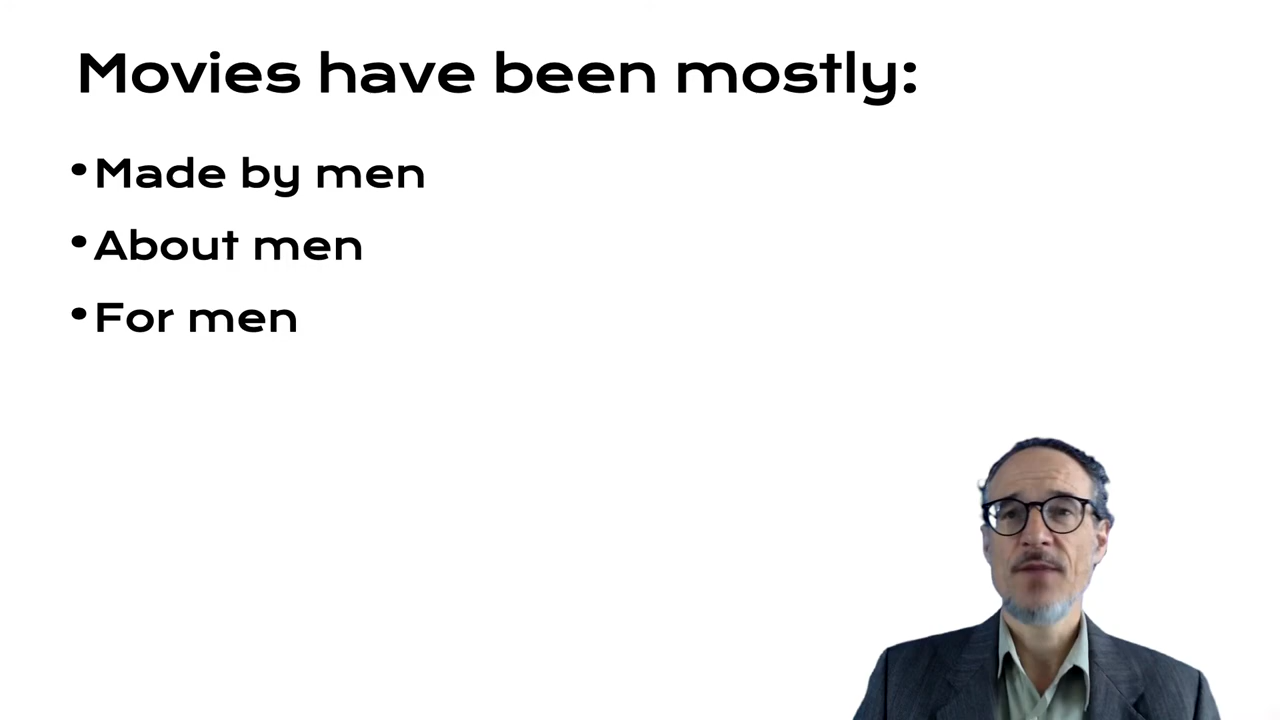 Movies have been mostly:
•Made by men
•About men
•For men